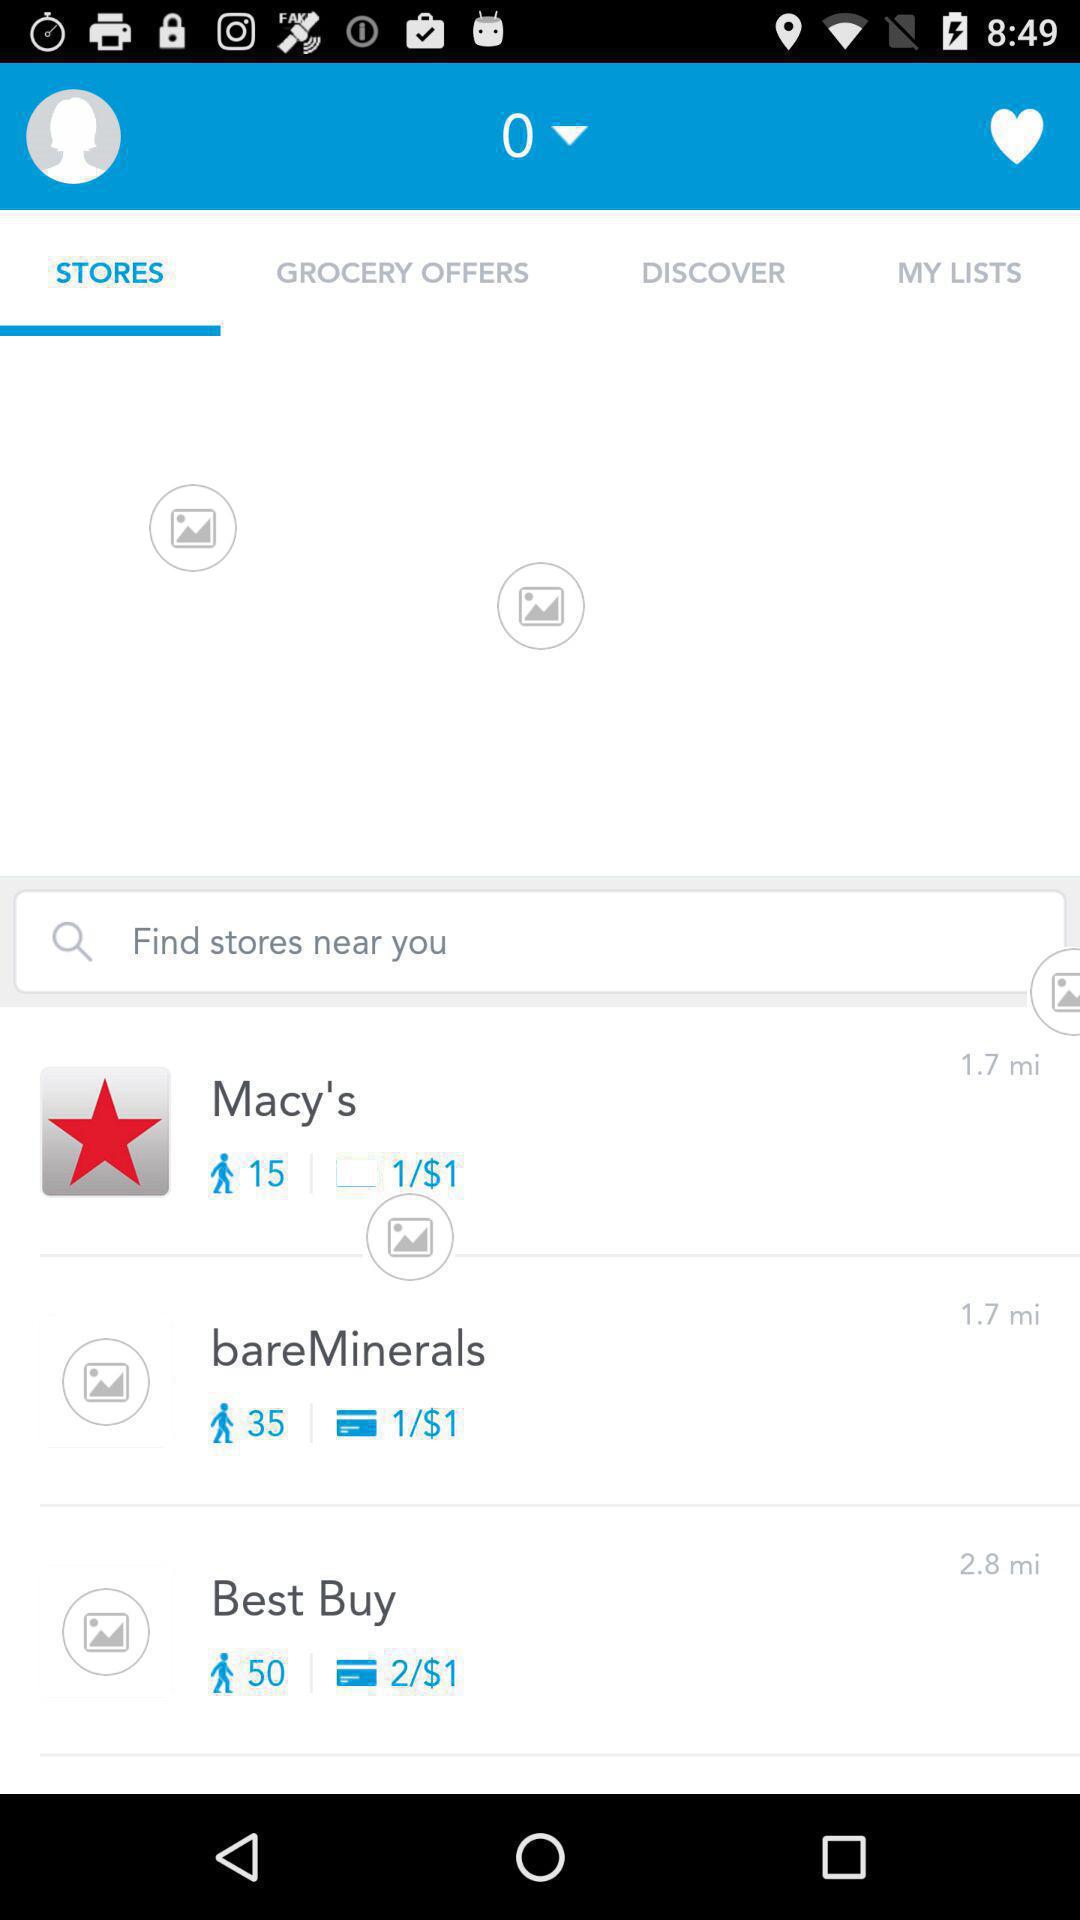 FAKE
8:49
0
STORES GROCERY OFFERS DISCOVER MY LISTS
Find stores near you
1.7 mi
Macy's
15 1/$1
1.7 mi
bareMinerals
35 1/$1
2.8 mi
Best Buy
50 2/$1